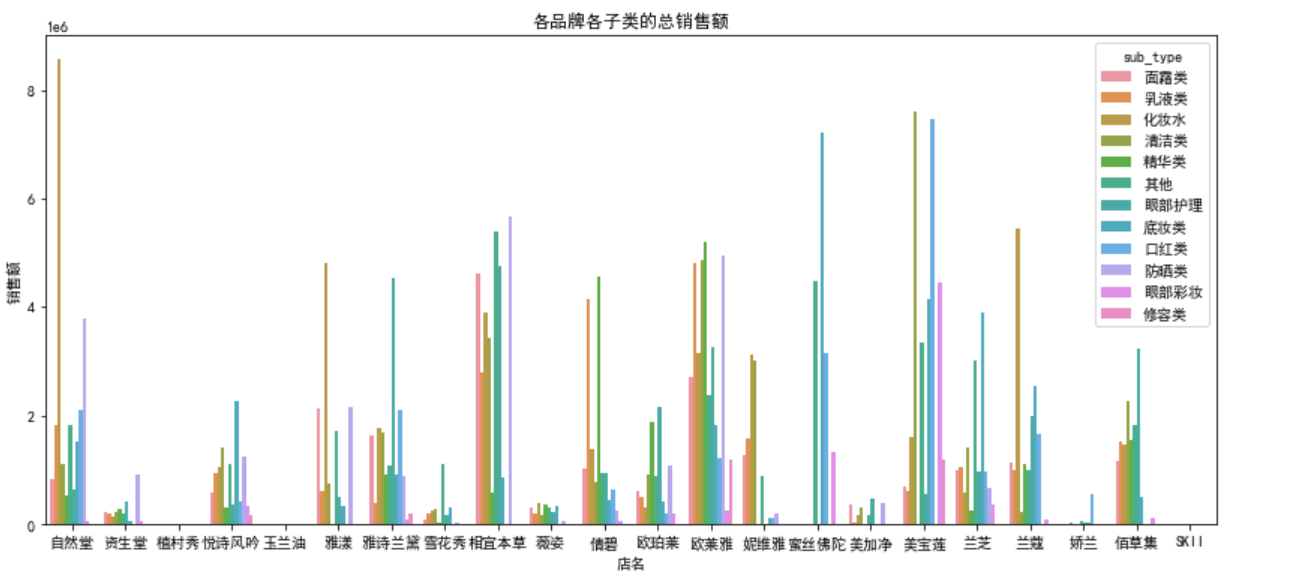 各品牌各子类的总销售额
1e6
8
6
4
2
0
销售额
sub_type
面霜类
乳液类
化妆水
清洁类
精华类
其他
眼部护理
底妆类
口红类
防晒类
眼部彩妆
修容类
自然堂 资生堂 植村秀 悦诗风吟 玉兰油 雅漾 雅诗兰黛 雪花秀 相宜本草 薇姿 倩碧 欧珀莱 欧莱雅 妮维雅 蜜丝佛陀 美加净 美宝莲 兰芝 兰蔻 娇兰 佰草集 SKII
店名